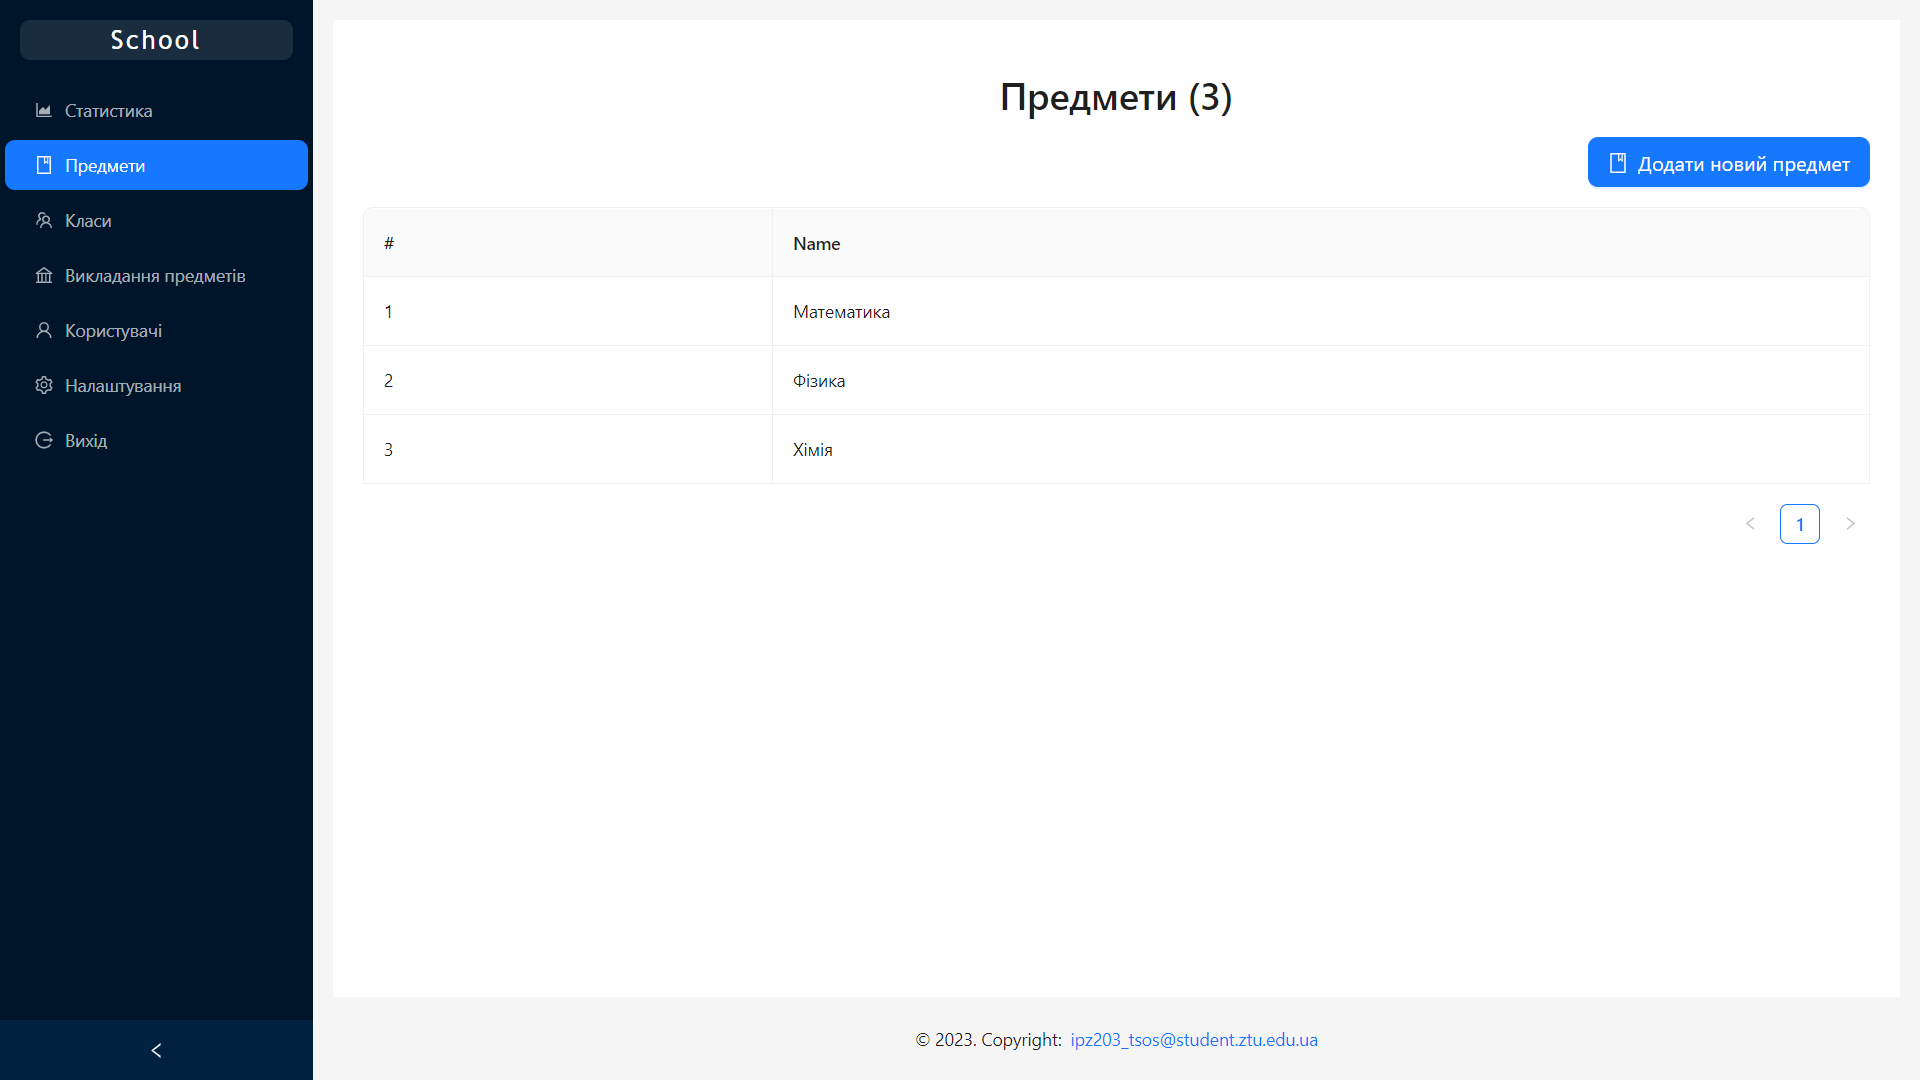 School
Статистика
Предмети
Класи
Викладання предметів
Користувачі
Налаштування
Вихід
Предмети (3)
Додати новий предмет
# Name
1 Математика
2 Фізика
3 Хімія
1
© 2023. Copyright: ipz203_tsos@student.ztu.edu.ua